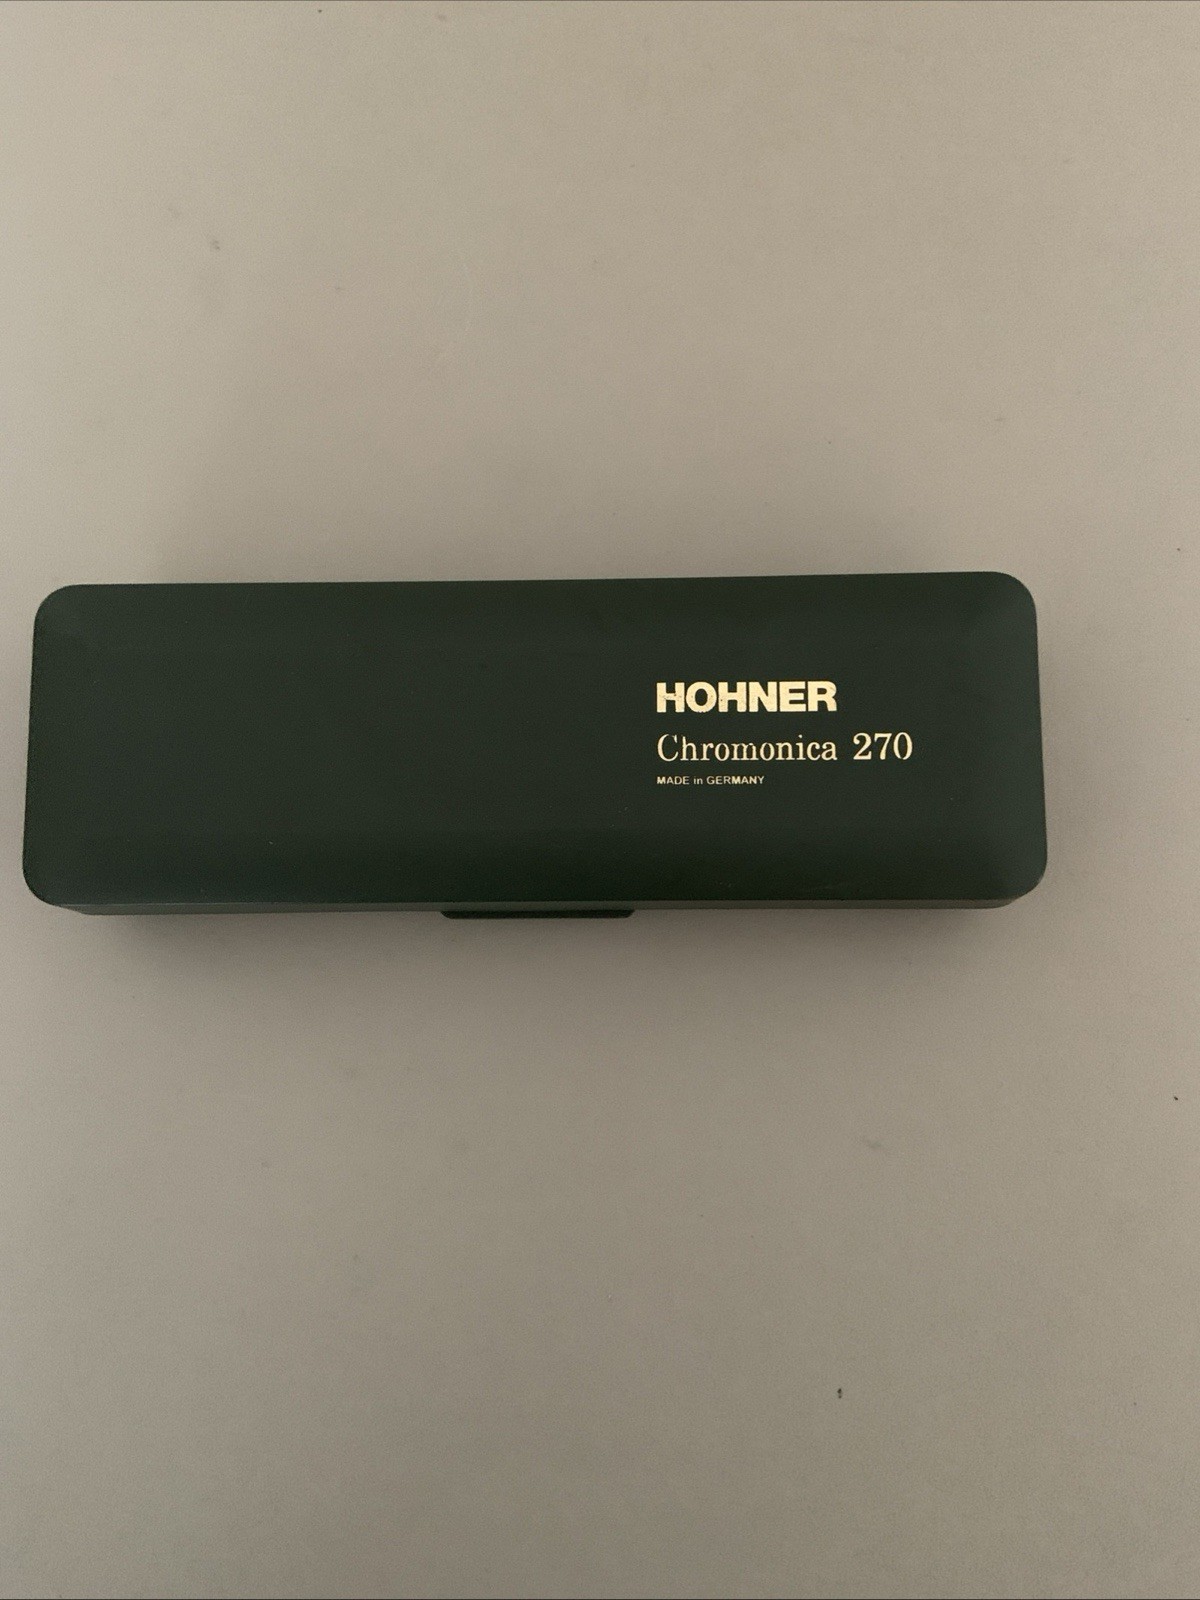 HOHNER
Chromonica 270
MADE in GERMANY